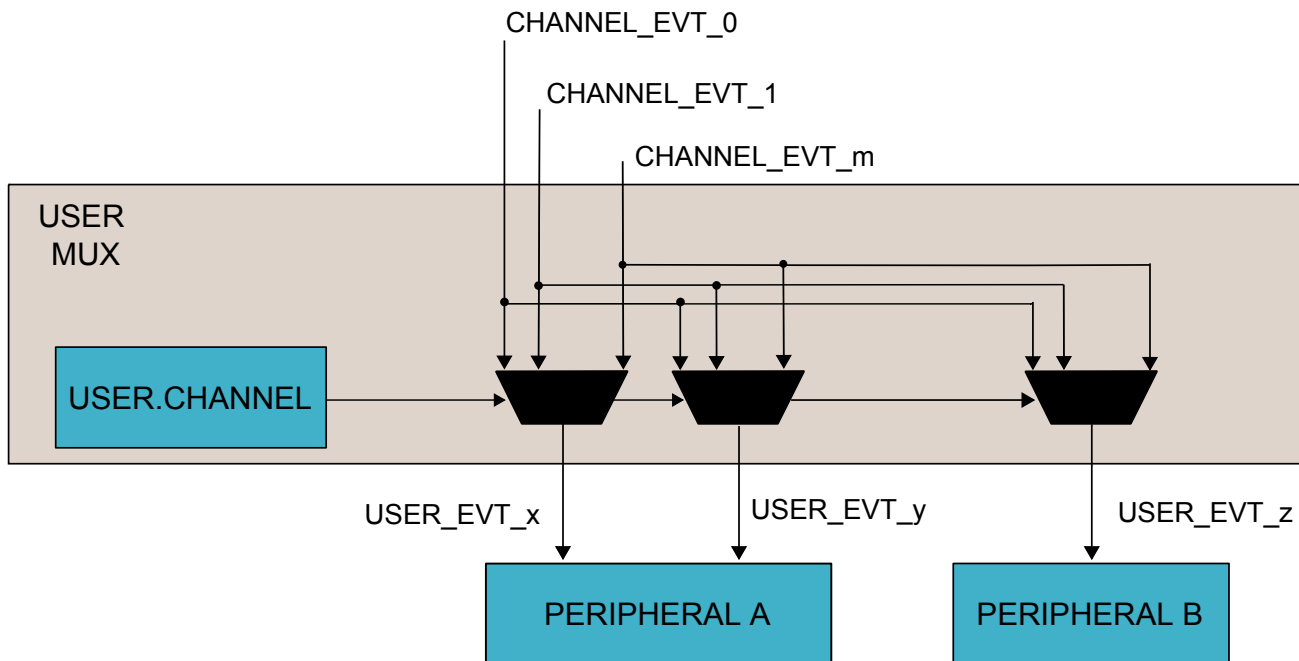 CHANNEL_EVT_0
CHANNEL_EVT_1
CHANNEL_EVT_m
USER
MUX
USER.CHANNEL
USER_EVT_x
USER_EVT_y
USER_EVT_z
PERIPHERAL A
PERIPHERAL B